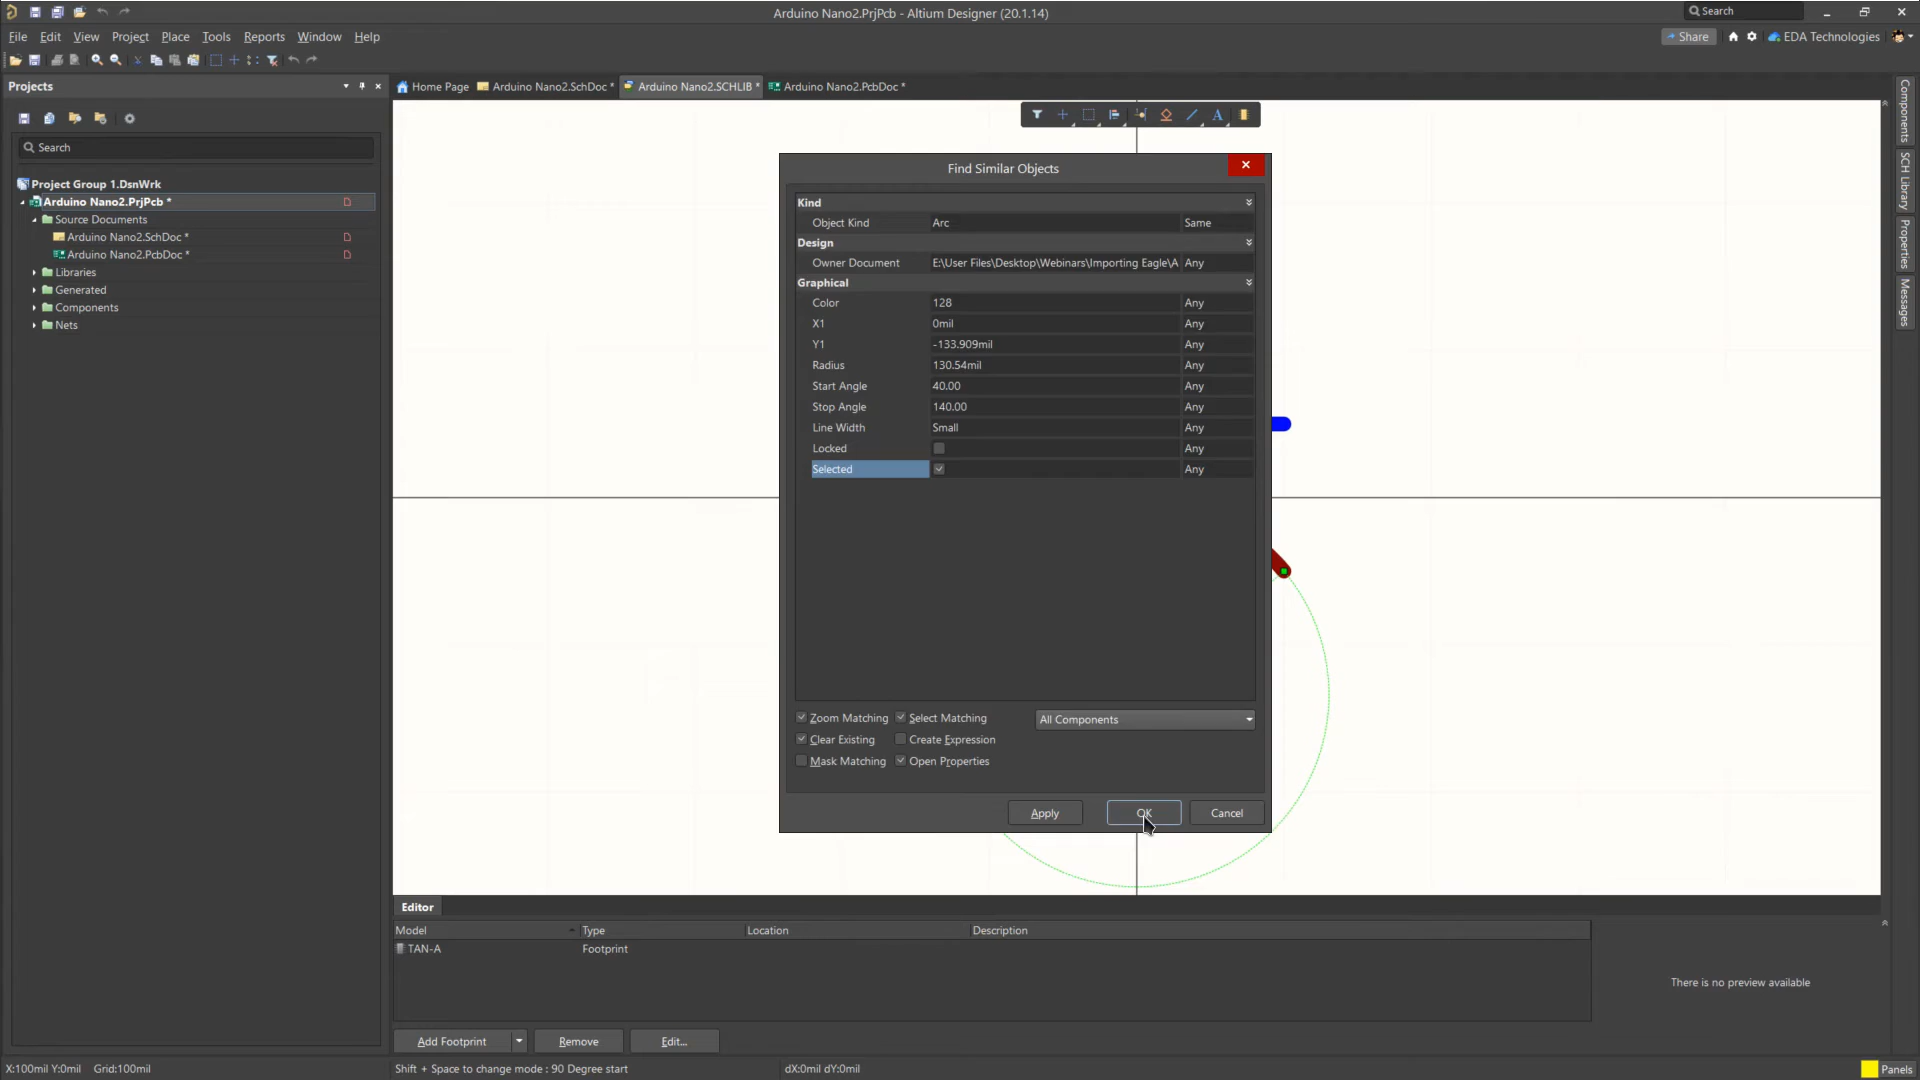 Arduino Nano2.PrjPcb - Altium Designer (20.1.14)
Search
File Edit View Project Place Tools Reports Window Help
Share
EDA Technologies
Projects
Home Page
Arduino Nano2.SchDoc *
Arduino Nano2.SCHLIB *
Arduino Nano2.PcbDoc *
Search
Project Group 1.DsnWrk
Arduino Nano2.PrjPcb *
Source Documents
Arduino Nano2.SchDoc *
Arduino Nano2.PcbDoc *
Libraries
Generated
Components
Nets
A
Find Similar Objects
Kind
Object Kind Arc Same
Design
Owner Document E:\User Files\Desktop\Webinars\Importing Eagle\A Any
Graphical
Color 128 Any
X1 0mil Any
Y1 -133.909mil Any
Radius 130.54mil Any
Start Angle 40.00 Any
Stop Angle 140.00 Any
Line Width Small Any
Locked Any
Selected Any
Zoom Matching Select Matching All Components
Clear Existing Create Expression
Mask Matching Open Properties
Apply OK Cancel
Components
SCH Library
Properties
Messages
Editor
Model Type Location Description
TAN-A Footprint
There is no preview available
Add Footprint Remove Edit...
X:100mil Y:0mil Grid:100mil Shift + Space to change mode : 90 Degree start dX:0mil dY:0mil
Panels